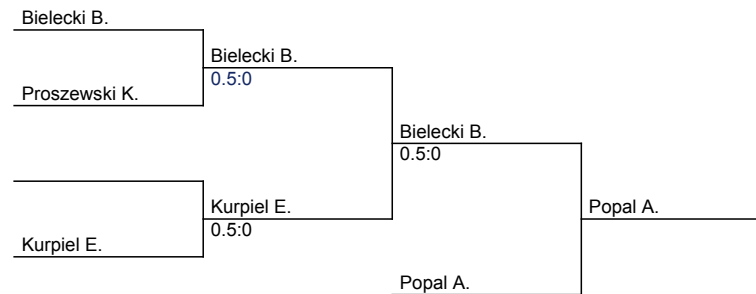 Bielecki B.
Bielecki B.
0.5:0
Proszewski K.
Bielecki B.
0.5:0
Kurpiel E.
0.5:0
Popal A.
Kurpiel E.
Popal A.